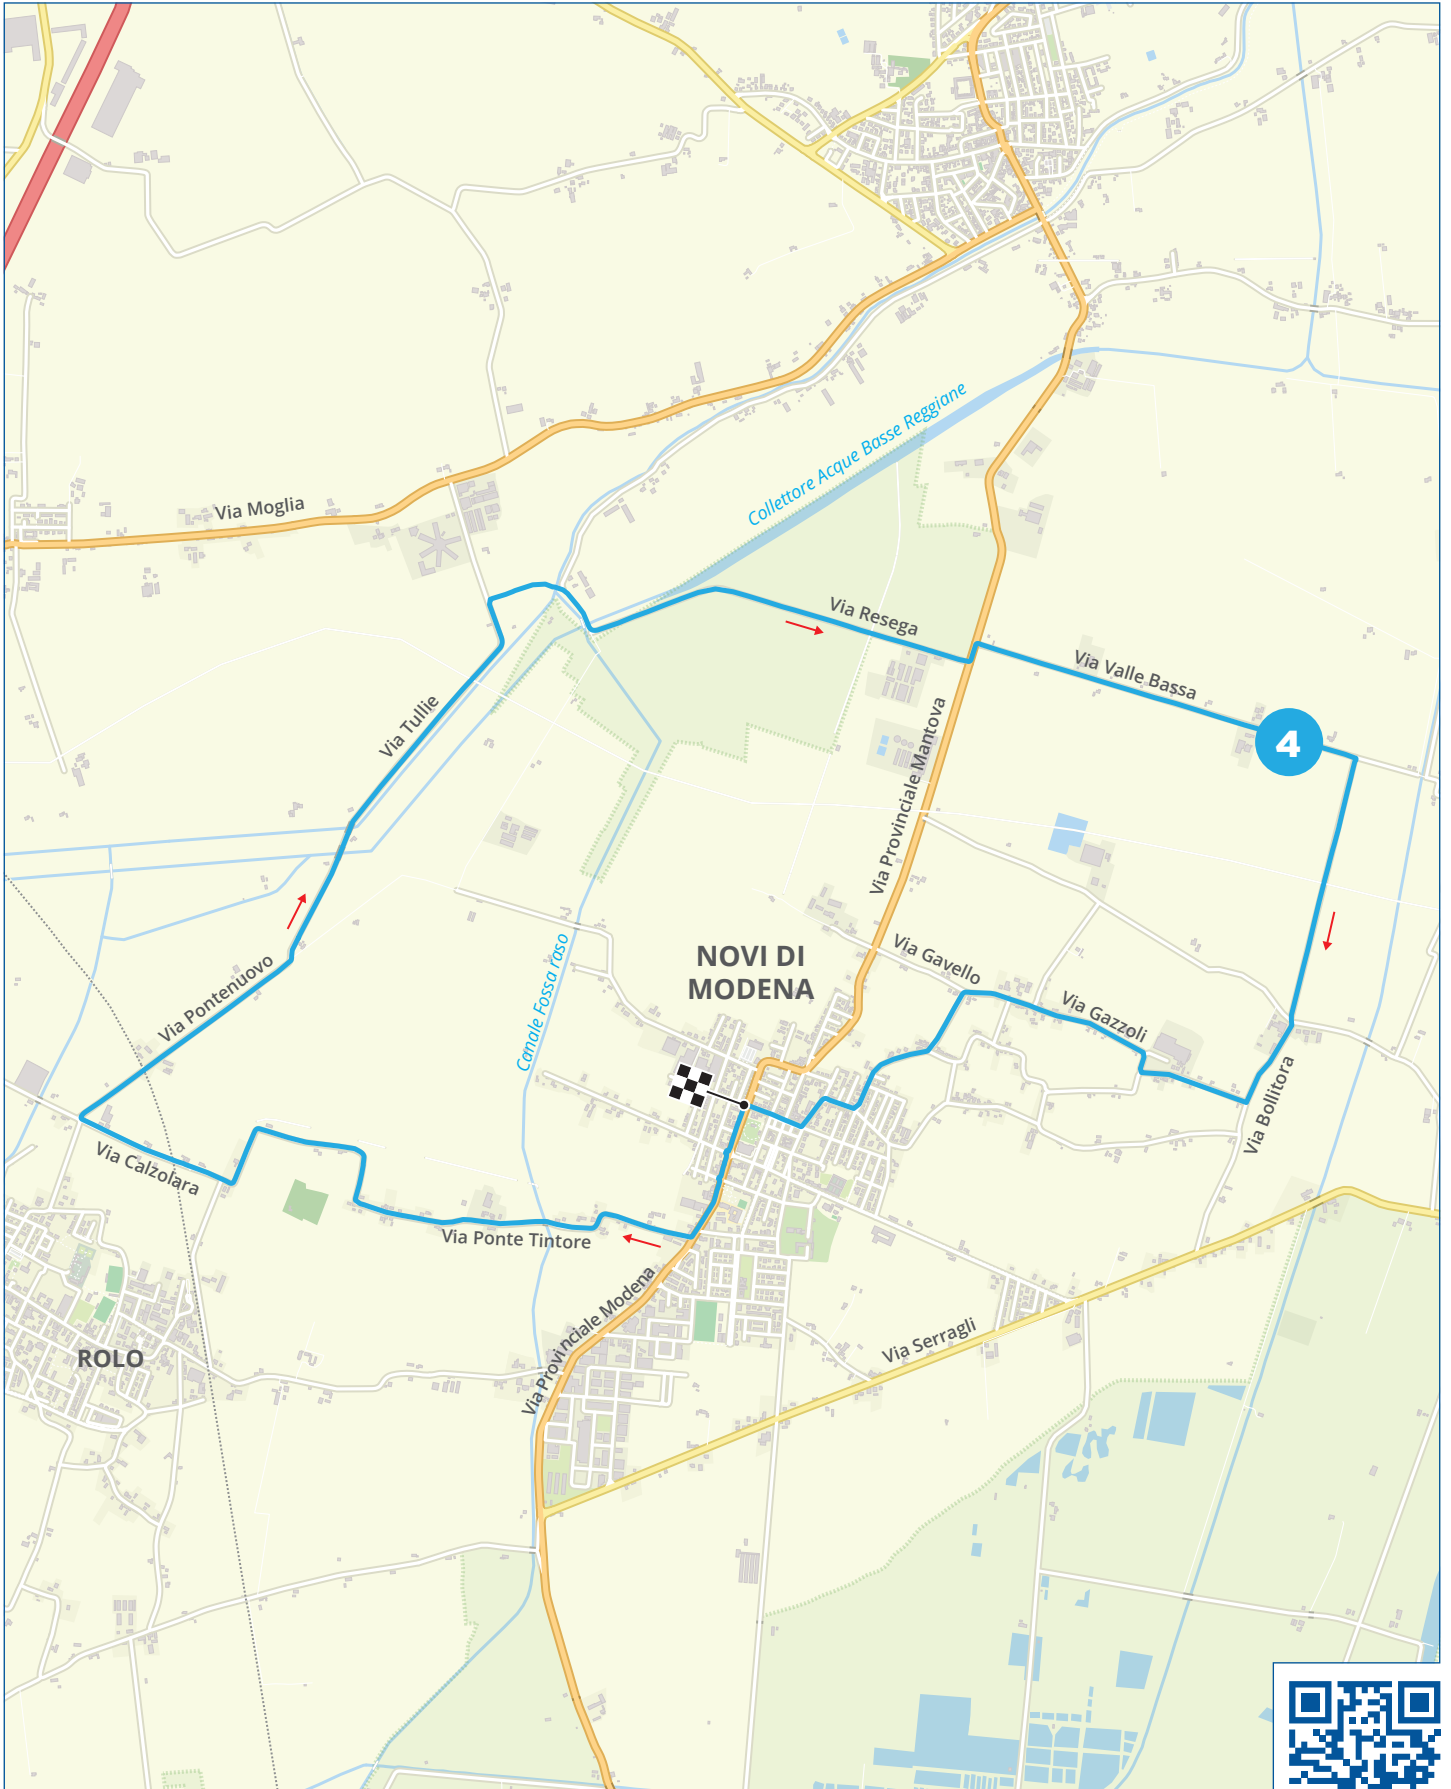 Collettore Acque Basse Reggiane
Via Moglia
Via Resega
Via Valle Bassa
Via Tullie
4
Via Provinciale Mantova
Via Gavello
NOVI DI
MODENA
Via Pontenuovo
Canale Fossa raso
Via Gazzoli
Via Bollitora
Via Calzolara
Via Ponte Tintore
Via Provinciale Modena
Via Serragli
ROLO